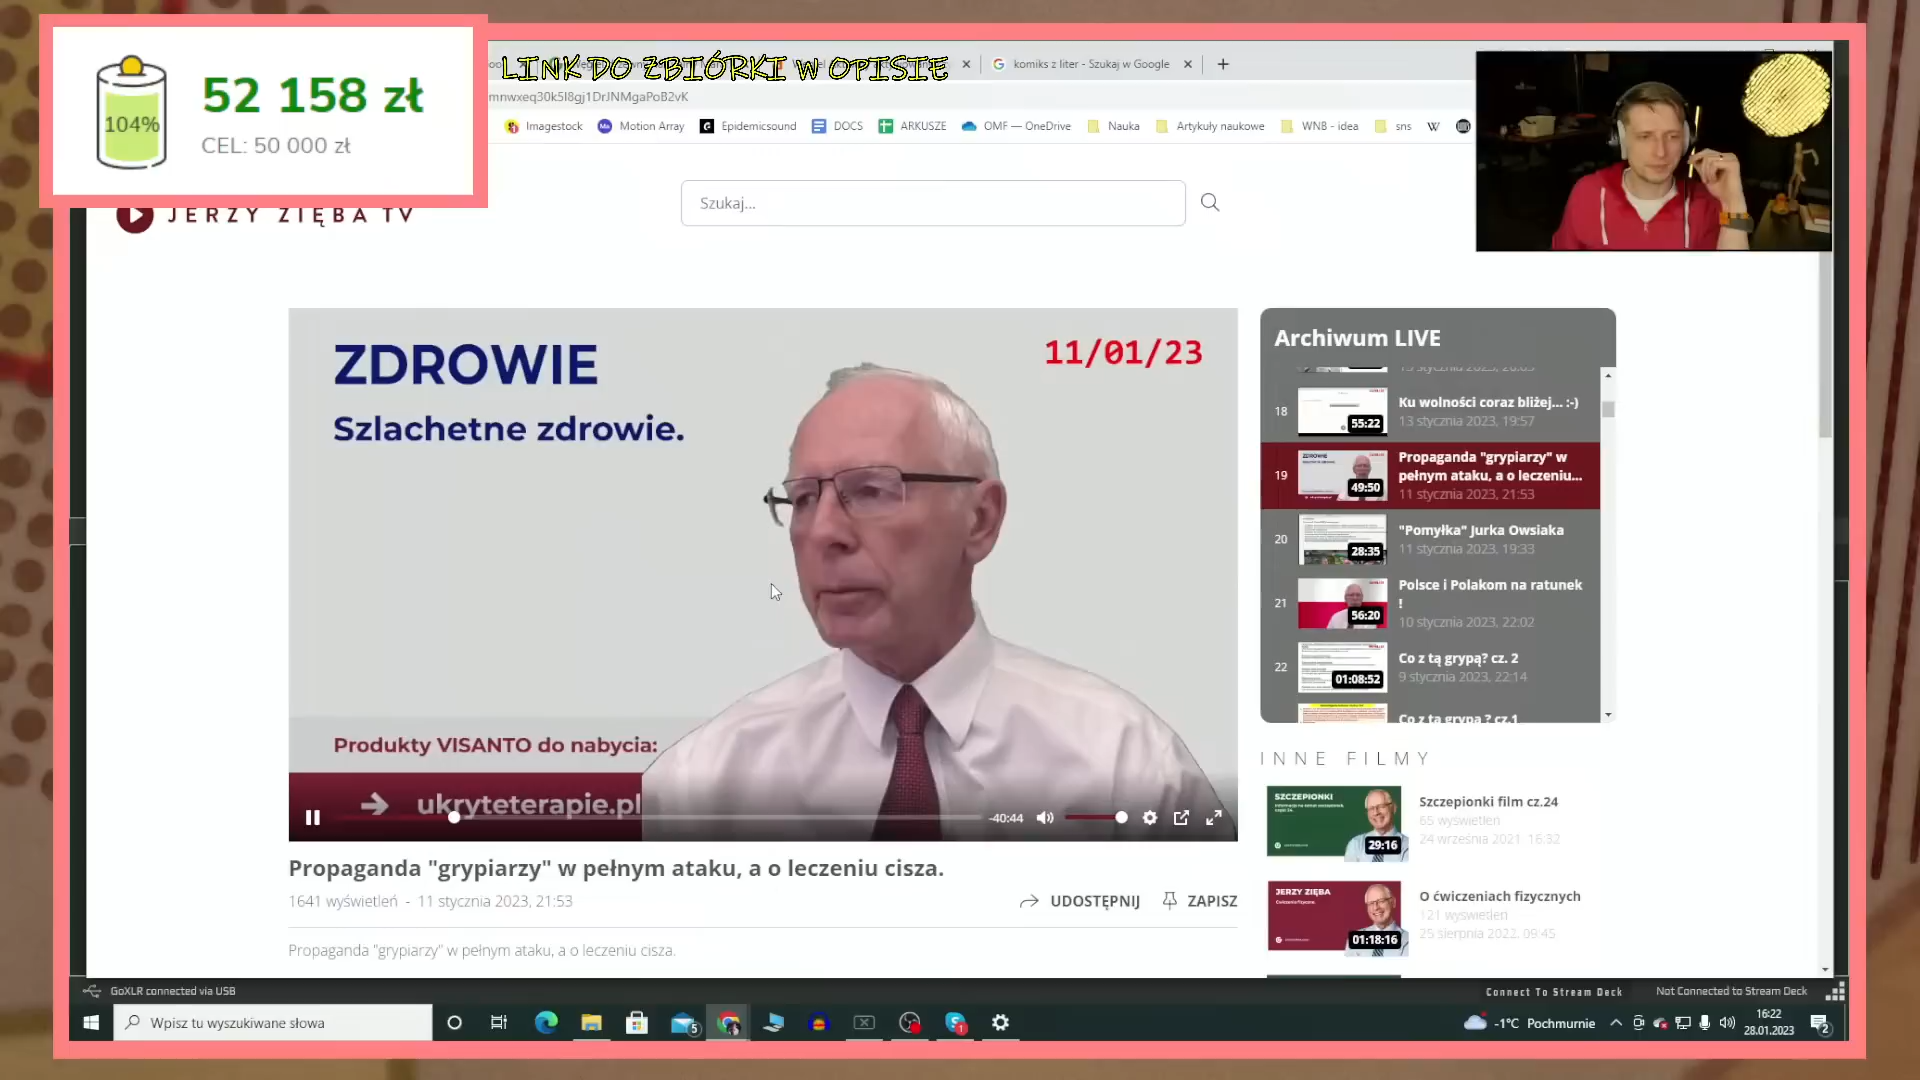 104%
52 158 zł
CEL: 50 000 zł
LINK DO ZBIÓRKI W OPISIE
komiks z liter - Szukaj w Google
mnwxeq30k5l8gj1DrJNMgaPoB2vK
Imagestock
Motion Array
Epidemicsound
DOCS
ARKUSZE
OMF — OneDrive
Nauka
Artykuły naukowe
WNB - idea
sns
JERZY ZIĘBA TV
Szukaj...
ZDROWIE
Szlachetne zdrowie.
11/01/23
Produkty VISANTO do nabycia:
ukryteterapie.pl
-40:44
Propaganda "grypiarzy" w pełnym ataku, a o leczeniu cisza.
1641 wyświetleń - 11 stycznia 2023, 21:53
UDOSTĘPNIJ
ZAPISZ
Propaganda "grypiarzy" w pełnym ataku, a o leczeniu cisza.
Archiwum LIVE
18
55:22
Ku wolności coraz bliżej... :-)
13 stycznia 2023, 19:57
19
49:50
Propaganda "grypiarzy" w
pełnym ataku, a o leczeniu...
11 stycznia 2023, 21:53
20
28:35
"Pomyłka" Jurka Owsiaka
11 stycznia 2023, 19:33
21
56:20
Polsce i Polakom na ratunek
!
10 stycznia 2023, 22:02
22
01:08:52
Co z tą grypą? cz. 2
9 stycznia 2023, 22:14
Co z tą grypą ? cz.1
INNE FILMY
SZCZEPIONKI
29:16
Szczepionki film cz.24
65 wyświetleń
24 września 2021, 16:32
JERZY ZIĘBA
01:18:16
O ćwiczeniach fizycznych
121 wyświetleń
25 sierpnia 2022, 09:45
GoXLR connected via USB
Connect To Stream Deck
Not Connected to Stream Deck
Wpisz tu wyszukiwane słowa
5
1
-1°C Pochmurnie
16:22
28.01.2023
2